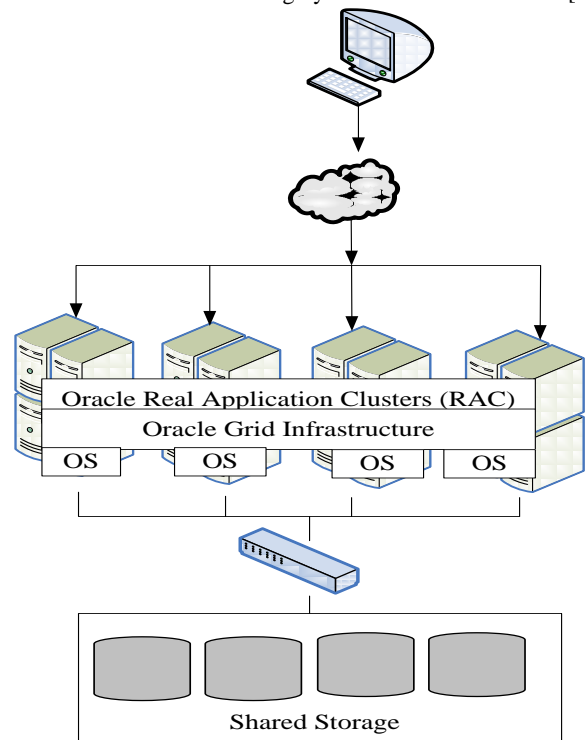 Oracle Real Application Clusters (RAC)
Oracle Grid Infrastructure
OS OS OS OS
Shared Storage